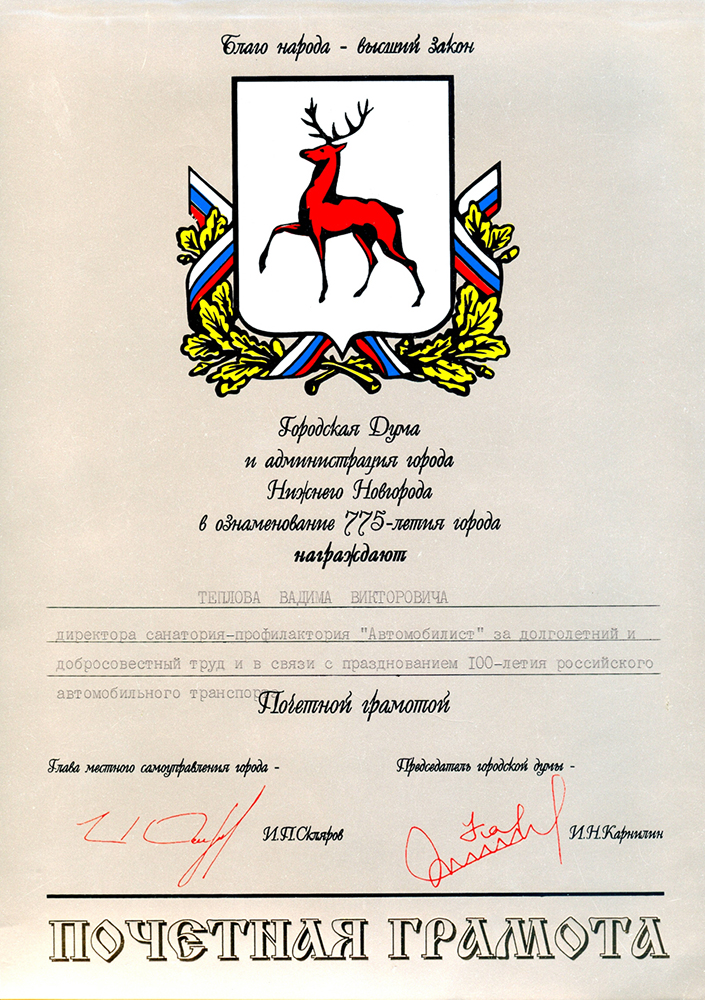 Благо народа - высший закон
Городская Дума
и администрация города
Нижнего Новгорода
в ознаменование 775-летия города
награждают
ТЕПЛОВА ВАДИМА ВИКТОРОВИЧА
директора санатория-профилактория "Автомобилист" за долголетний и
добросовестный труд и в связи с празднованием I00-летия российского
автомобильного транспорта
Почетной грамотой
Глава местного самоуправления города -
Председатель городской думы -
И.П.Скляров
И.Н.Карнилин
ПОЧЕТНАЯ ГРАМОТА